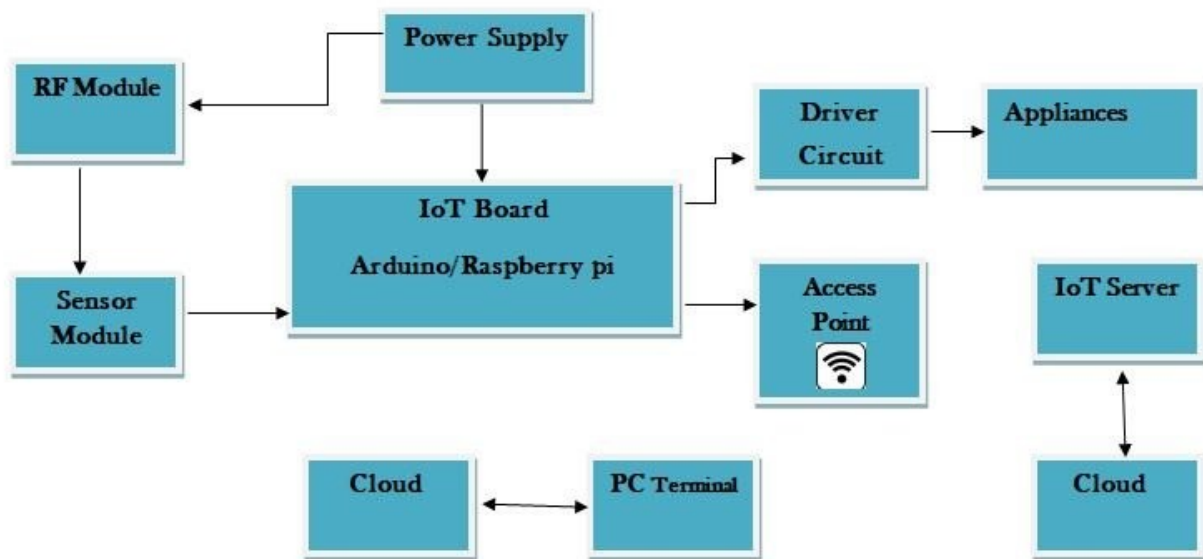 Power Supply
RF Module
Driver
Circuit
Appliances
IoT Board
Arduino/Raspberry pi
Sensor
Module
Access
Point
IoT Server
Cloud
PC Terminal
Cloud